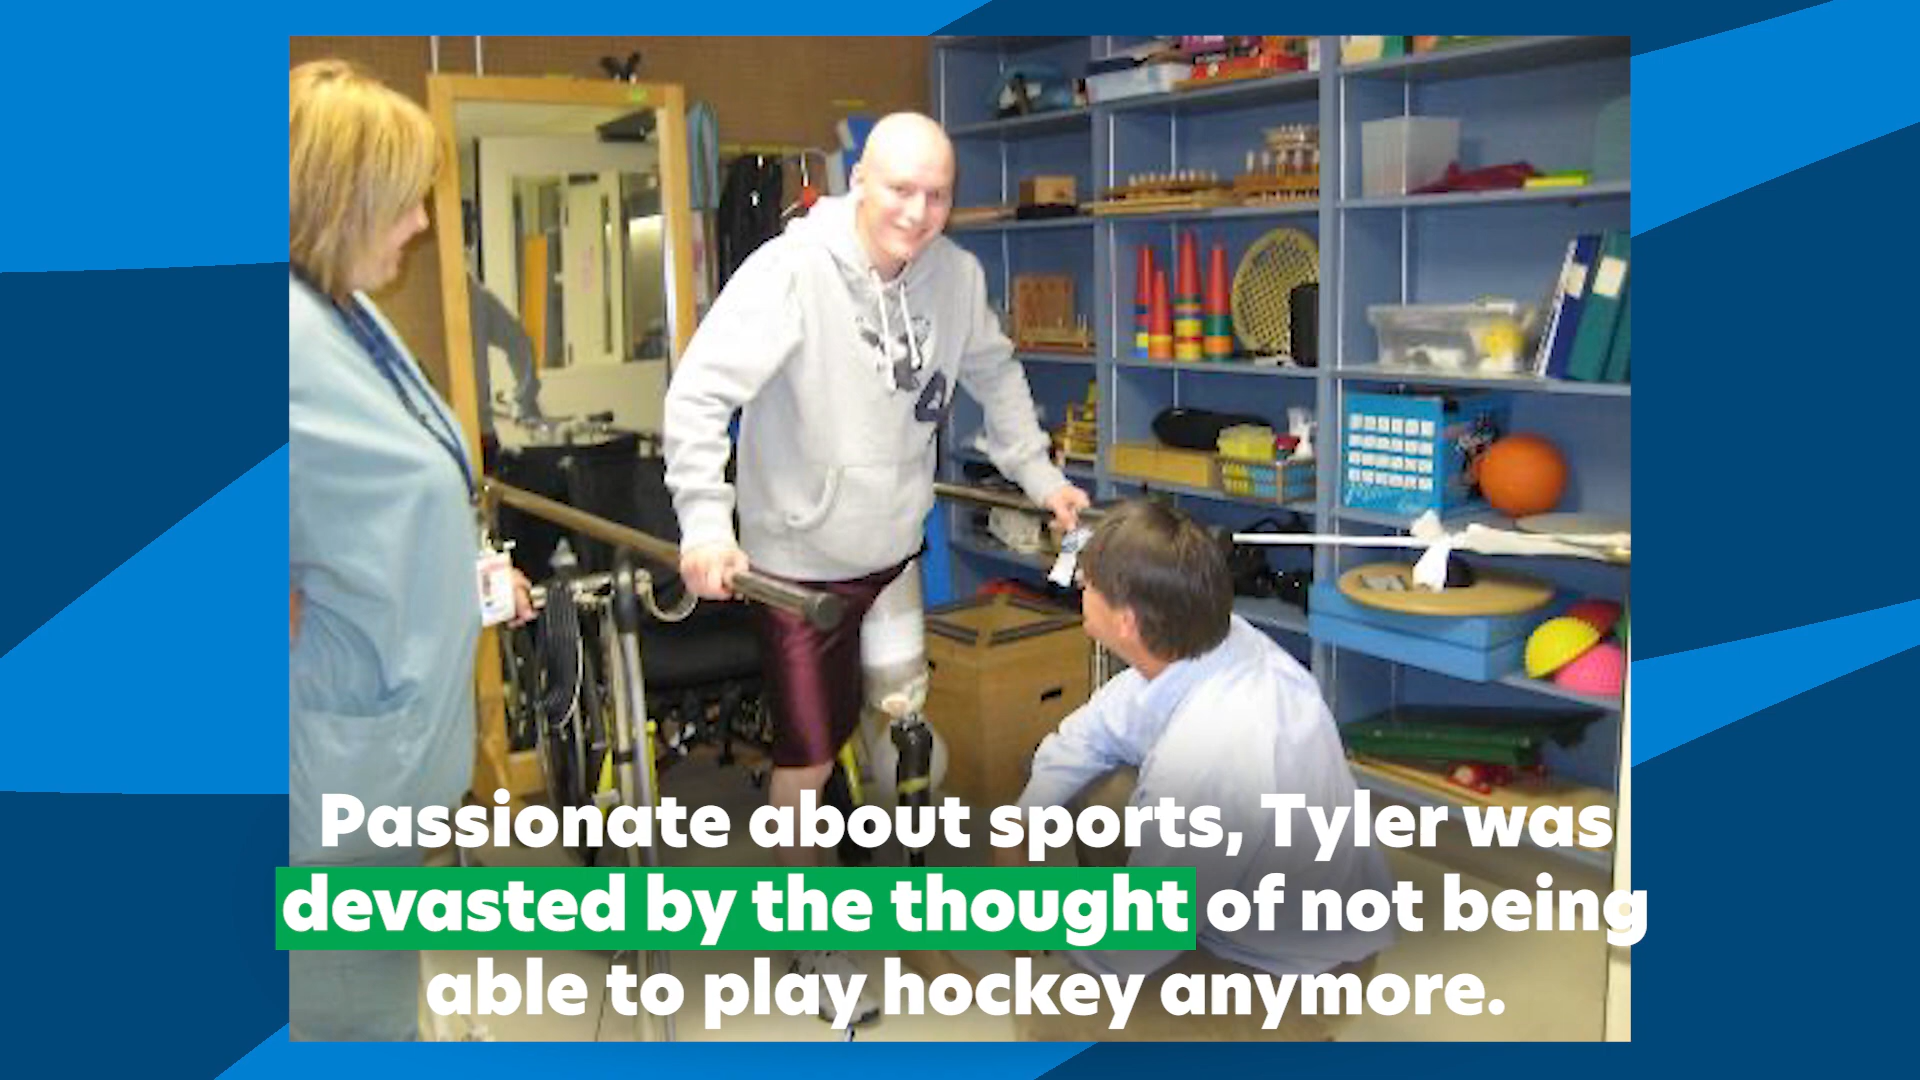 Passionate about sports, Tyler was
devasted by the thought of not being
able to play hockey anymore.